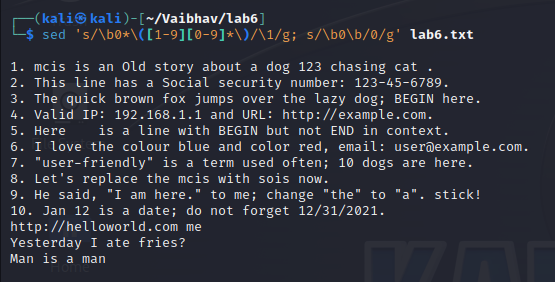 ┌──(kali㉿kali)-[~/Vaibhav/lab6]
└─$ sed 's/\b0*\([1-9][0-9]*\)/\1/g; s/\b0\b/0/g' lab6.txt
1. mcis is an Old story about a dog 123 chasing cat .
2. This line has a Social security number: 123-45-6789.
3. The quick brown fox jumps over the lazy dog; BEGIN here.
4. Valid IP: 192.168.1.1 and URL: http://example.com.
5. Here    is a line with BEGIN but not END in context.
6. I love the colour blue and color red, email: user@example.com.
7. "user-friendly" is a term used often; 10 dogs are here.
8. Let's replace the mcis with sois now.
9. He said, "I am here." to me; change "the" to "a". stick!
10. Jan 12 is a date; do not forget 12/31/2021.
http://helloworld.com me
Yesterday I ate fries?
Man is a man